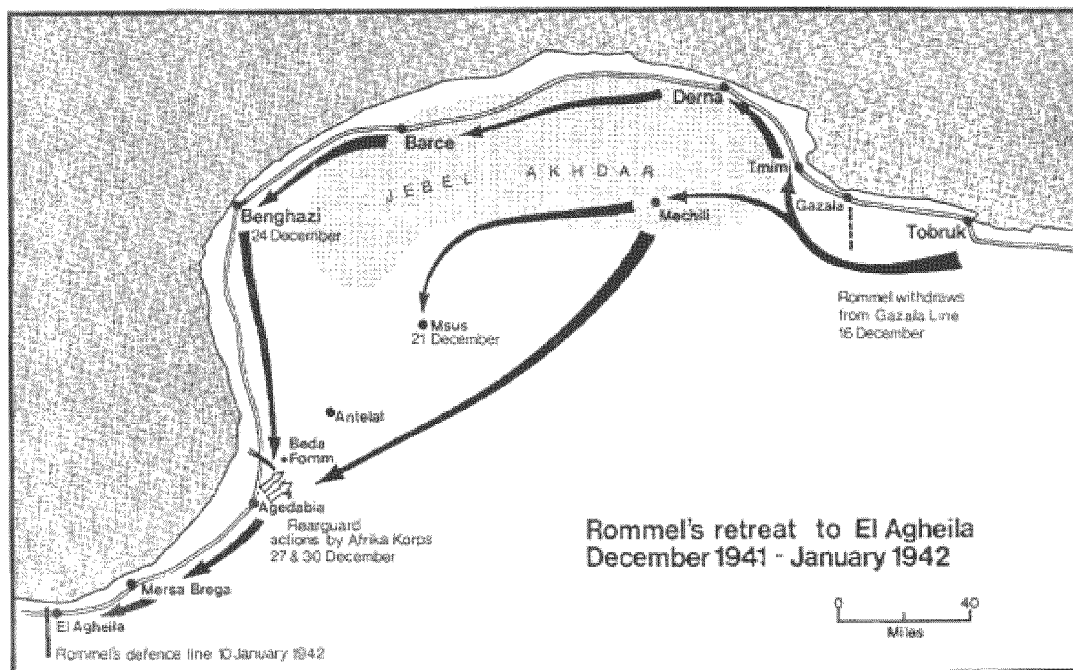 Derna
Barce
JEBEL AKHDAR
Tmimi
Mechili
Gazala
Tobruk
Benghazi
24 December
Rommel withdraws
from Gazala Line
16 December
Msus
21 December
Antelat
Beda
Fomm
Agedabia
Rearguard
actions by Afrika Korps
27 & 30 December
Rommel's retreat to El Agheila
December 1941 - January 1942
Mersa Brega
0 40
Miles
El Agheila
Rommel's defence line 10 January 1942